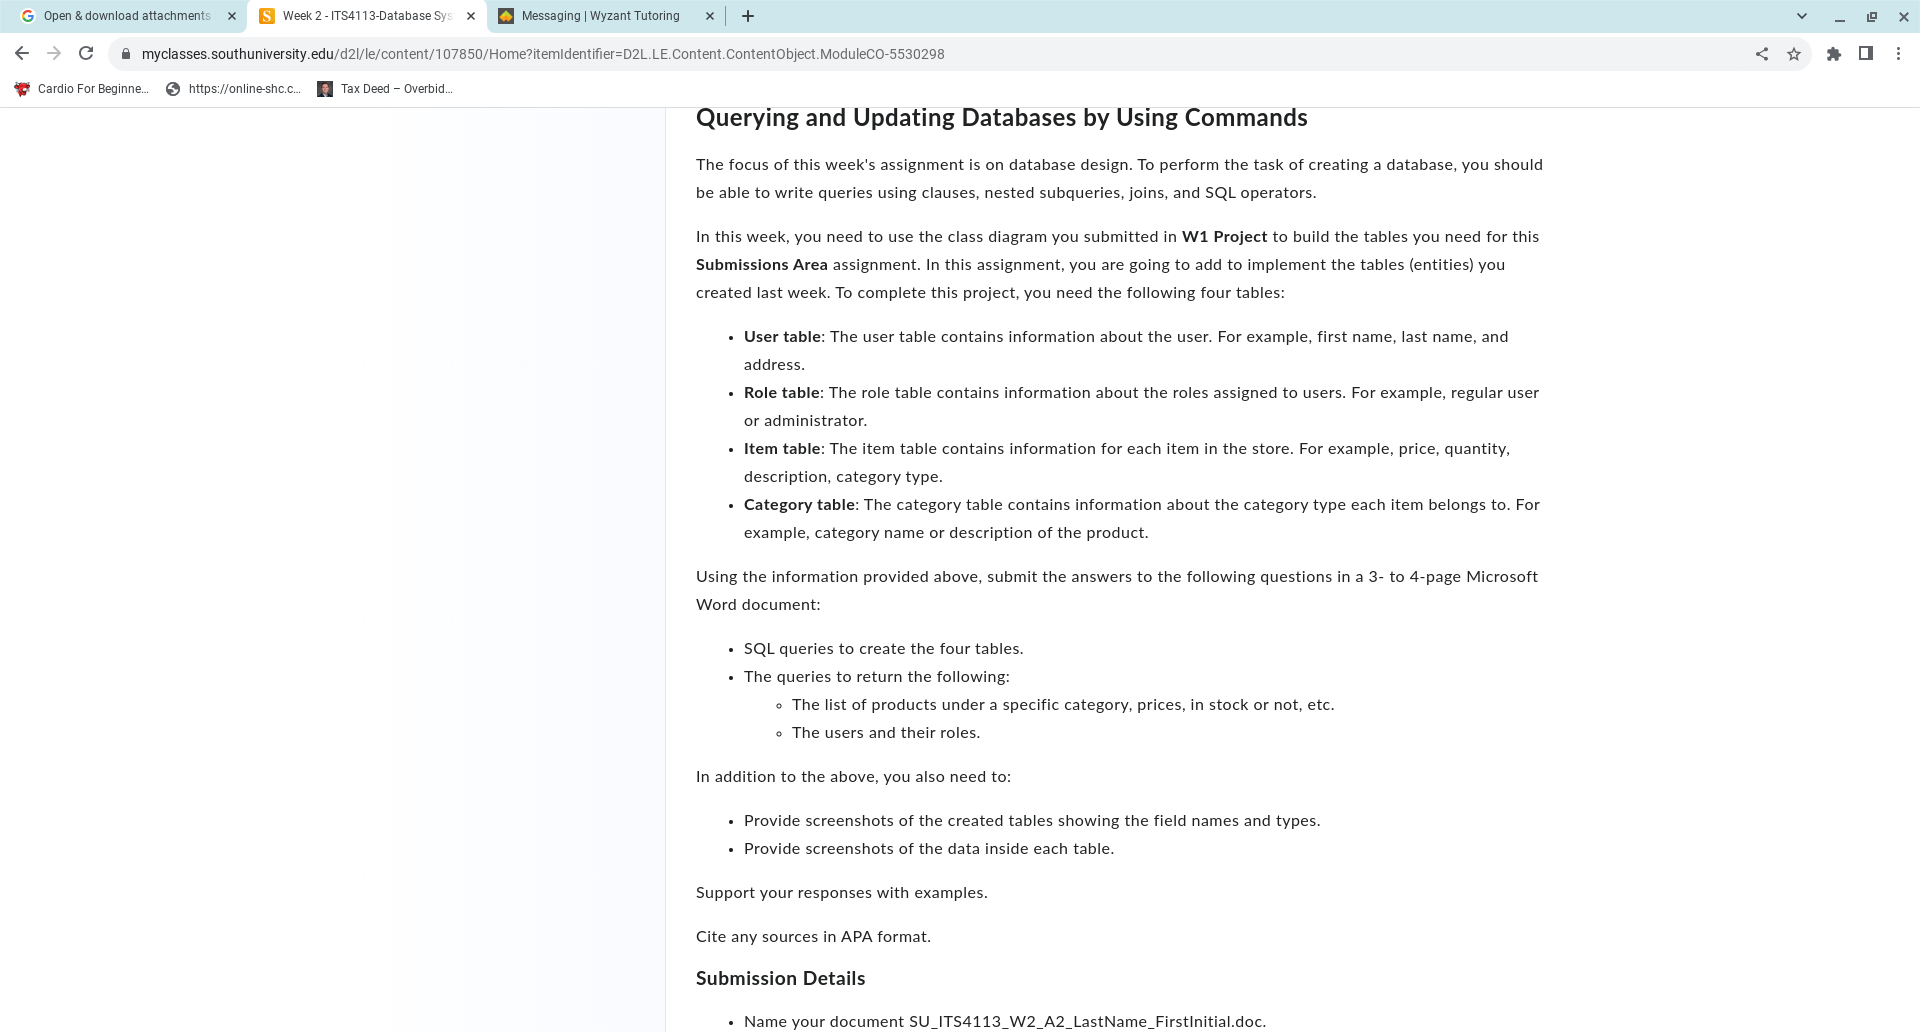 Open & download attachments
Week 2 - ITS4113-Database Sys
Messaging | Wyzant Tutoring
myclasses.southuniversity.edu/d2l/le/content/107850/Home?itemIdentifier=D2L.LE.Content.ContentObject.ModuleCO-5530298
Cardio For Beginne...
https://online-shc.c...
Tax Deed – Overbid...
Querying and Updating Databases by Using Commands
The focus of this week's assignment is on database design. To perform the task of creating a database, you should
be able to write queries using clauses, nested subqueries, joins, and SQL operators.
In this week, you need to use the class diagram you submitted in W1 Project to build the tables you need for this
Submissions Area assignment. In this assignment, you are going to add to implement the tables (entities) you
created last week. To complete this project, you need the following four tables:
• User table: The user table contains information about the user. For example, first name, last name, and
address.
• Role table: The role table contains information about the roles assigned to users. For example, regular user
or administrator.
• Item table: The item table contains information for each item in the store. For example, price, quantity,
description, category type.
• Category table: The category table contains information about the category type each item belongs to. For
example, category name or description of the product.
Using the information provided above, submit the answers to the following questions in a 3- to 4-page Microsoft
Word document:
• SQL queries to create the four tables.
• The queries to return the following:
◦ The list of products under a specific category, prices, in stock or not, etc.
◦ The users and their roles.
In addition to the above, you also need to:
• Provide screenshots of the created tables showing the field names and types.
• Provide screenshots of the data inside each table.
Support your responses with examples.
Cite any sources in APA format.
Submission Details
• Name your document SU_ITS4113_W2_A2_LastName_FirstInitial.doc.